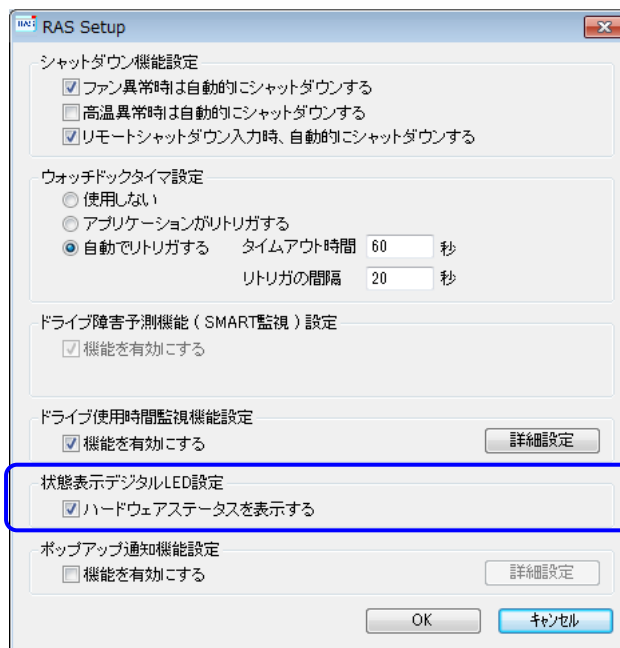 RAS Setup
シャットダウン機能設定
ファン異常時は自動的にシャットダウンする
高温異常時は自動的にシャットダウンする
リモートシャットダウン入力時、自動的にシャットダウンする
ウォッチドックタイマ設定
使用しない
アプリケーションがリトリガする
自動でリトリガする タイムアウト時間 60 秒
リトリガの間隔 20 秒
ドライブ障害予測機能 ( SMART監視 ) 設定
機能を有効にする
ドライブ使用時間監視機能設定
機能を有効にする 詳細設定
状態表示デジタルLED設定
ハードウェアステータスを表示する
ポップアップ通知機能設定
機能を有効にする 詳細設定
OK キャンセル